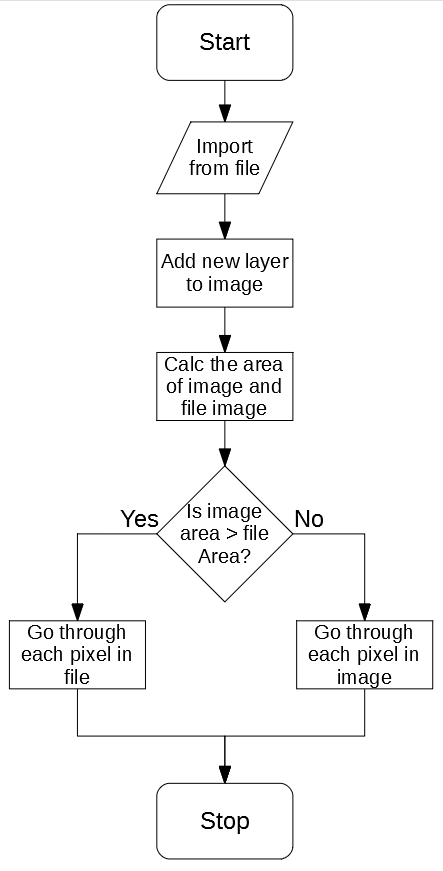 Start
Import
from file
Add new layer
to image
Calc the area
of image and
file image
Is image
area > file
Area?
Yes
No
Go through
each pixel in
file
Go through
each pixel in
image
Stop